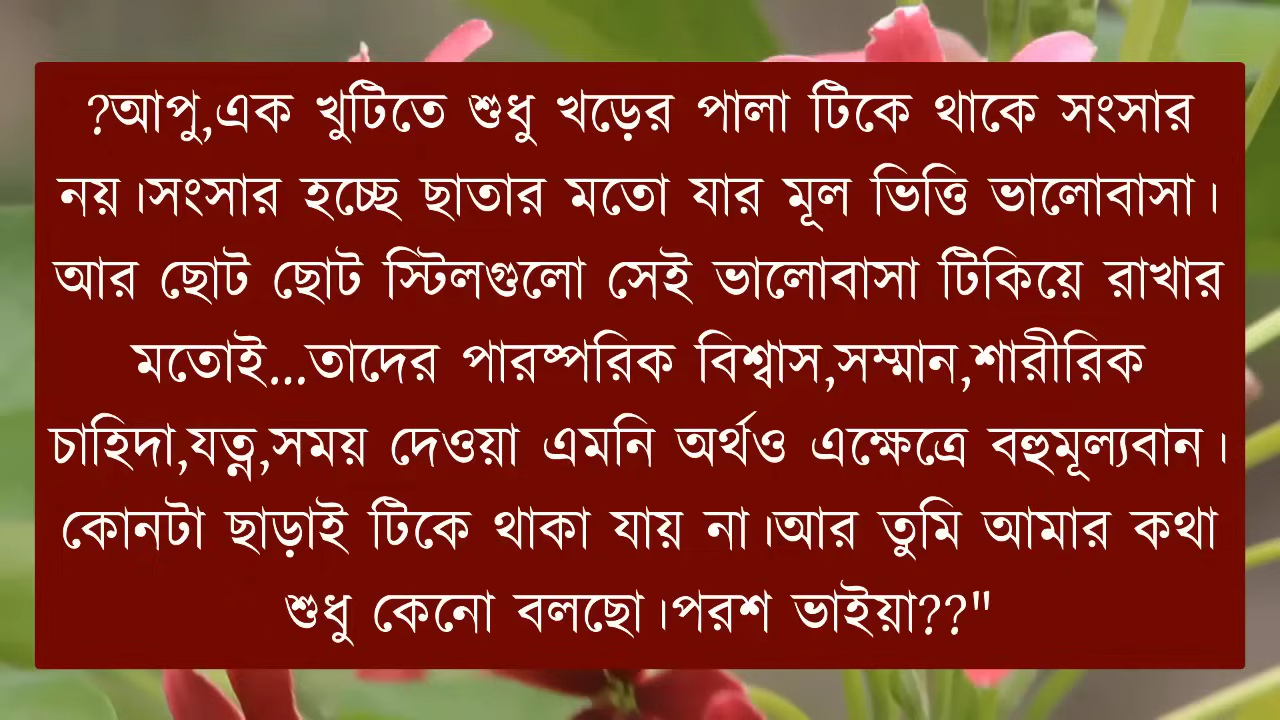 ?আপু,এক খুটিতে শুধু খড়ের পালা টিকে থাকে সংসার
নয়।সংসার হচ্ছে ছাতার মতো যার মূল ভিত্তি ভালোবাসা।
আর ছোট ছোট স্টিলগুলো সেই ভালোবাসা টিকিয়ে রাখার
মতোই...তাদের পারষ্পরিক বিশ্বাস,সম্মান,শারীরিক
চাহিদা,যত্ন,সময় দেওয়া এমনি অর্থও এক্ষেত্রে বহুমূল্যবান।
কোনটা ছাড়াই টিকে থাকা যায় না।আর তুমি আমার কথা
শুধু কেনো বলছো।পরশ ভাইয়া??"